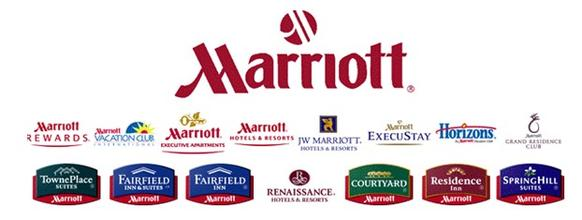 Marriott®
Marriott
REWARDS
Marriott
VACATION CLUB
INTERNATIONAL
Marriott
EXECUTIVE APARTMENTS
Marriott
HOTELS & RESORTS
JW MARRIOTT
HOTELS & RESORTS
Marriott
EXECUSTAY
Horizons
by Marriott Vacation Club
Marriott
GRAND RESIDENCE
CLUB
TOWNEPLACE
SUITES
Marriott
FAIRFIELD
INN & SUITES
Marriott
FAIRFIELD
INN
Marriott
R
RENAISSANCE
HOTELS & RESORTS
COURTYARD
Marriott
Residence
Inn
Marriott
SPRINGHILL
SUITES
Marriott